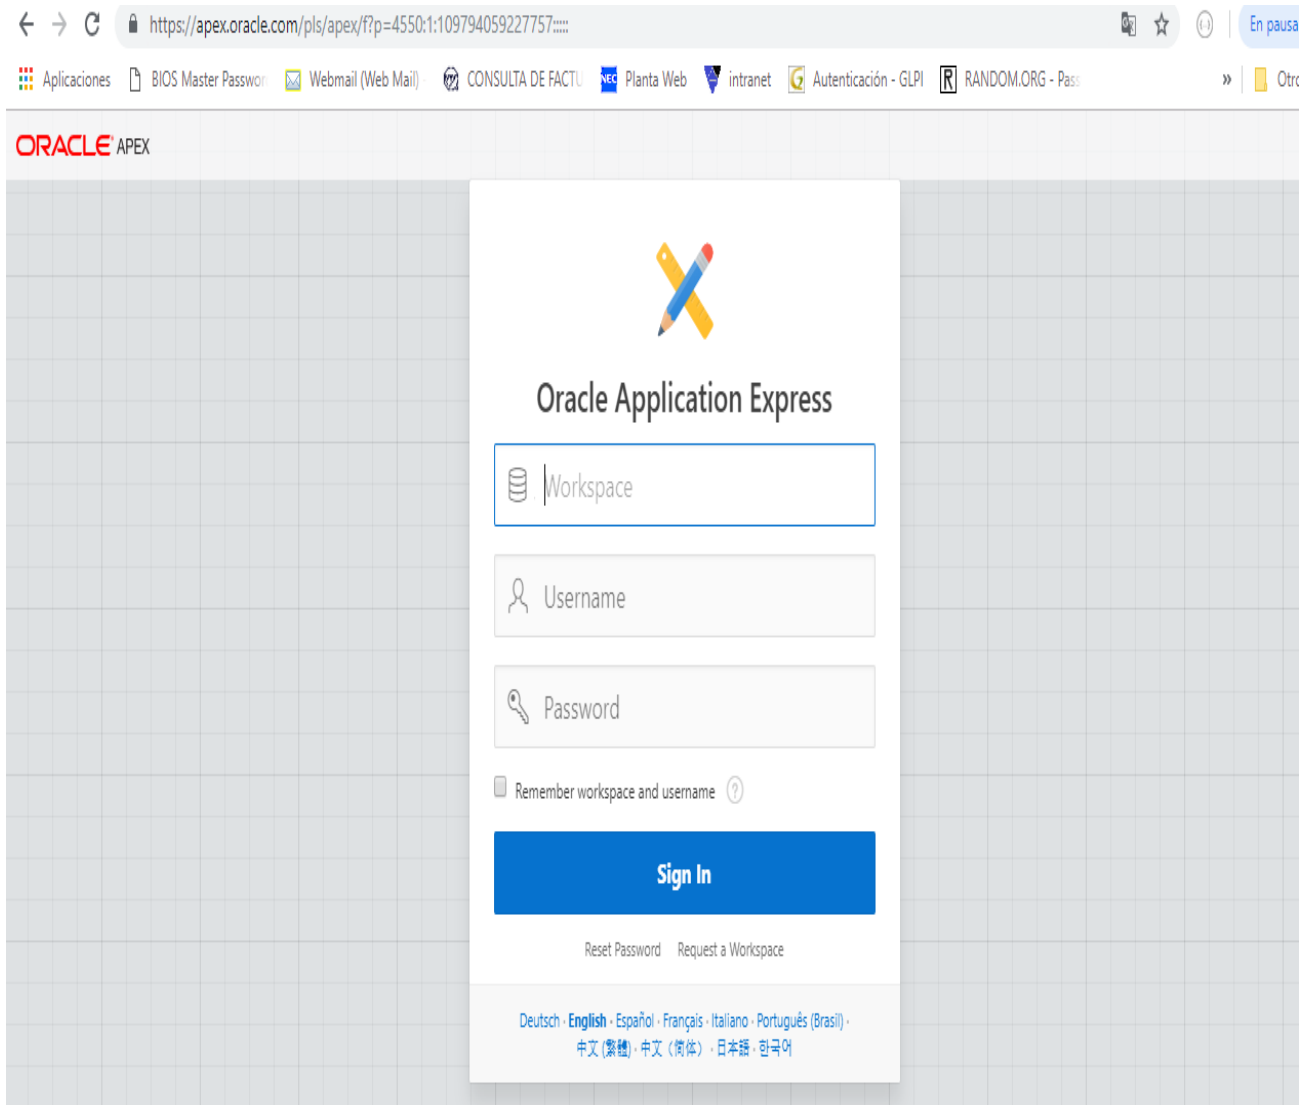 https://apex.oracle.com/pls/apex/f?p=4550:1:109794059227757::::: En pausa
Aplicaciones BIOS Master Passwor Webmail (Web Mail) CONSULTA DE FACTU NEC Planta Web intranet Autenticación - GLPI R RANDOM.ORG - Pass » Otro
ORACLE APEX
Oracle Application Express
Workspace
Username
Password
Remember workspace and username ?
Sign In
Reset Password Request a Workspace
Deutsch · English · Español · Français · Italiano · Português (Brasil) ·
中文 (繁體) · 中文（简体） · 日本語 · 한국어